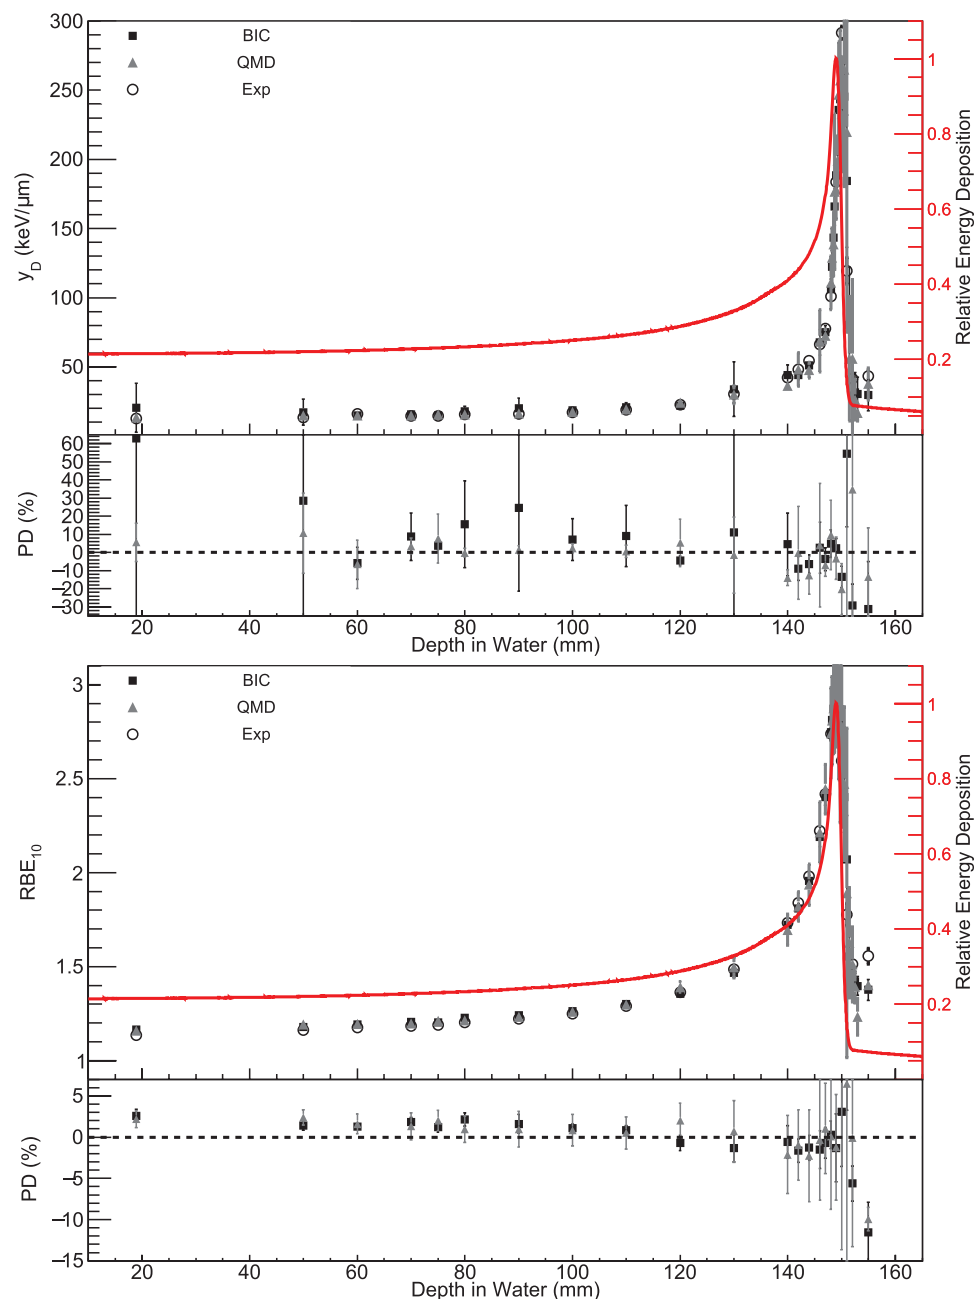 300
250
200
150
100
50
y_D (keV/μm)
BIC
QMD
Exp
1
0.8
0.6
0.4
0.2
Relative Energy Deposition
60
50
40
30
20
10
0
−10
−20
−30
PD (%)
20 40 60 80 100 120 140 160
Depth in Water (mm)
3
2.5
2
1.5
1
RBE_10
BIC
QMD
Exp
1
0.8
0.6
0.4
0.2
Relative Energy Deposition
5
0
−5
−10
−15
PD (%)
20 40 60 80 100 120 140 160
Depth in Water (mm)